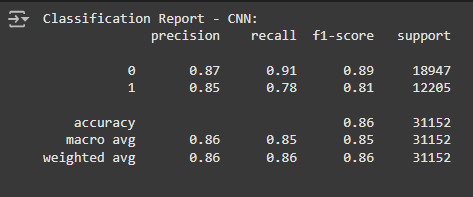 Classification Report - CNN:
precision recall f1-score support
0 0.87 0.91 0.89 18947
1 0.85 0.78 0.81 12205
accuracy 0.86 31152
macro avg 0.86 0.85 0.85 31152
weighted avg 0.86 0.86 0.86 31152